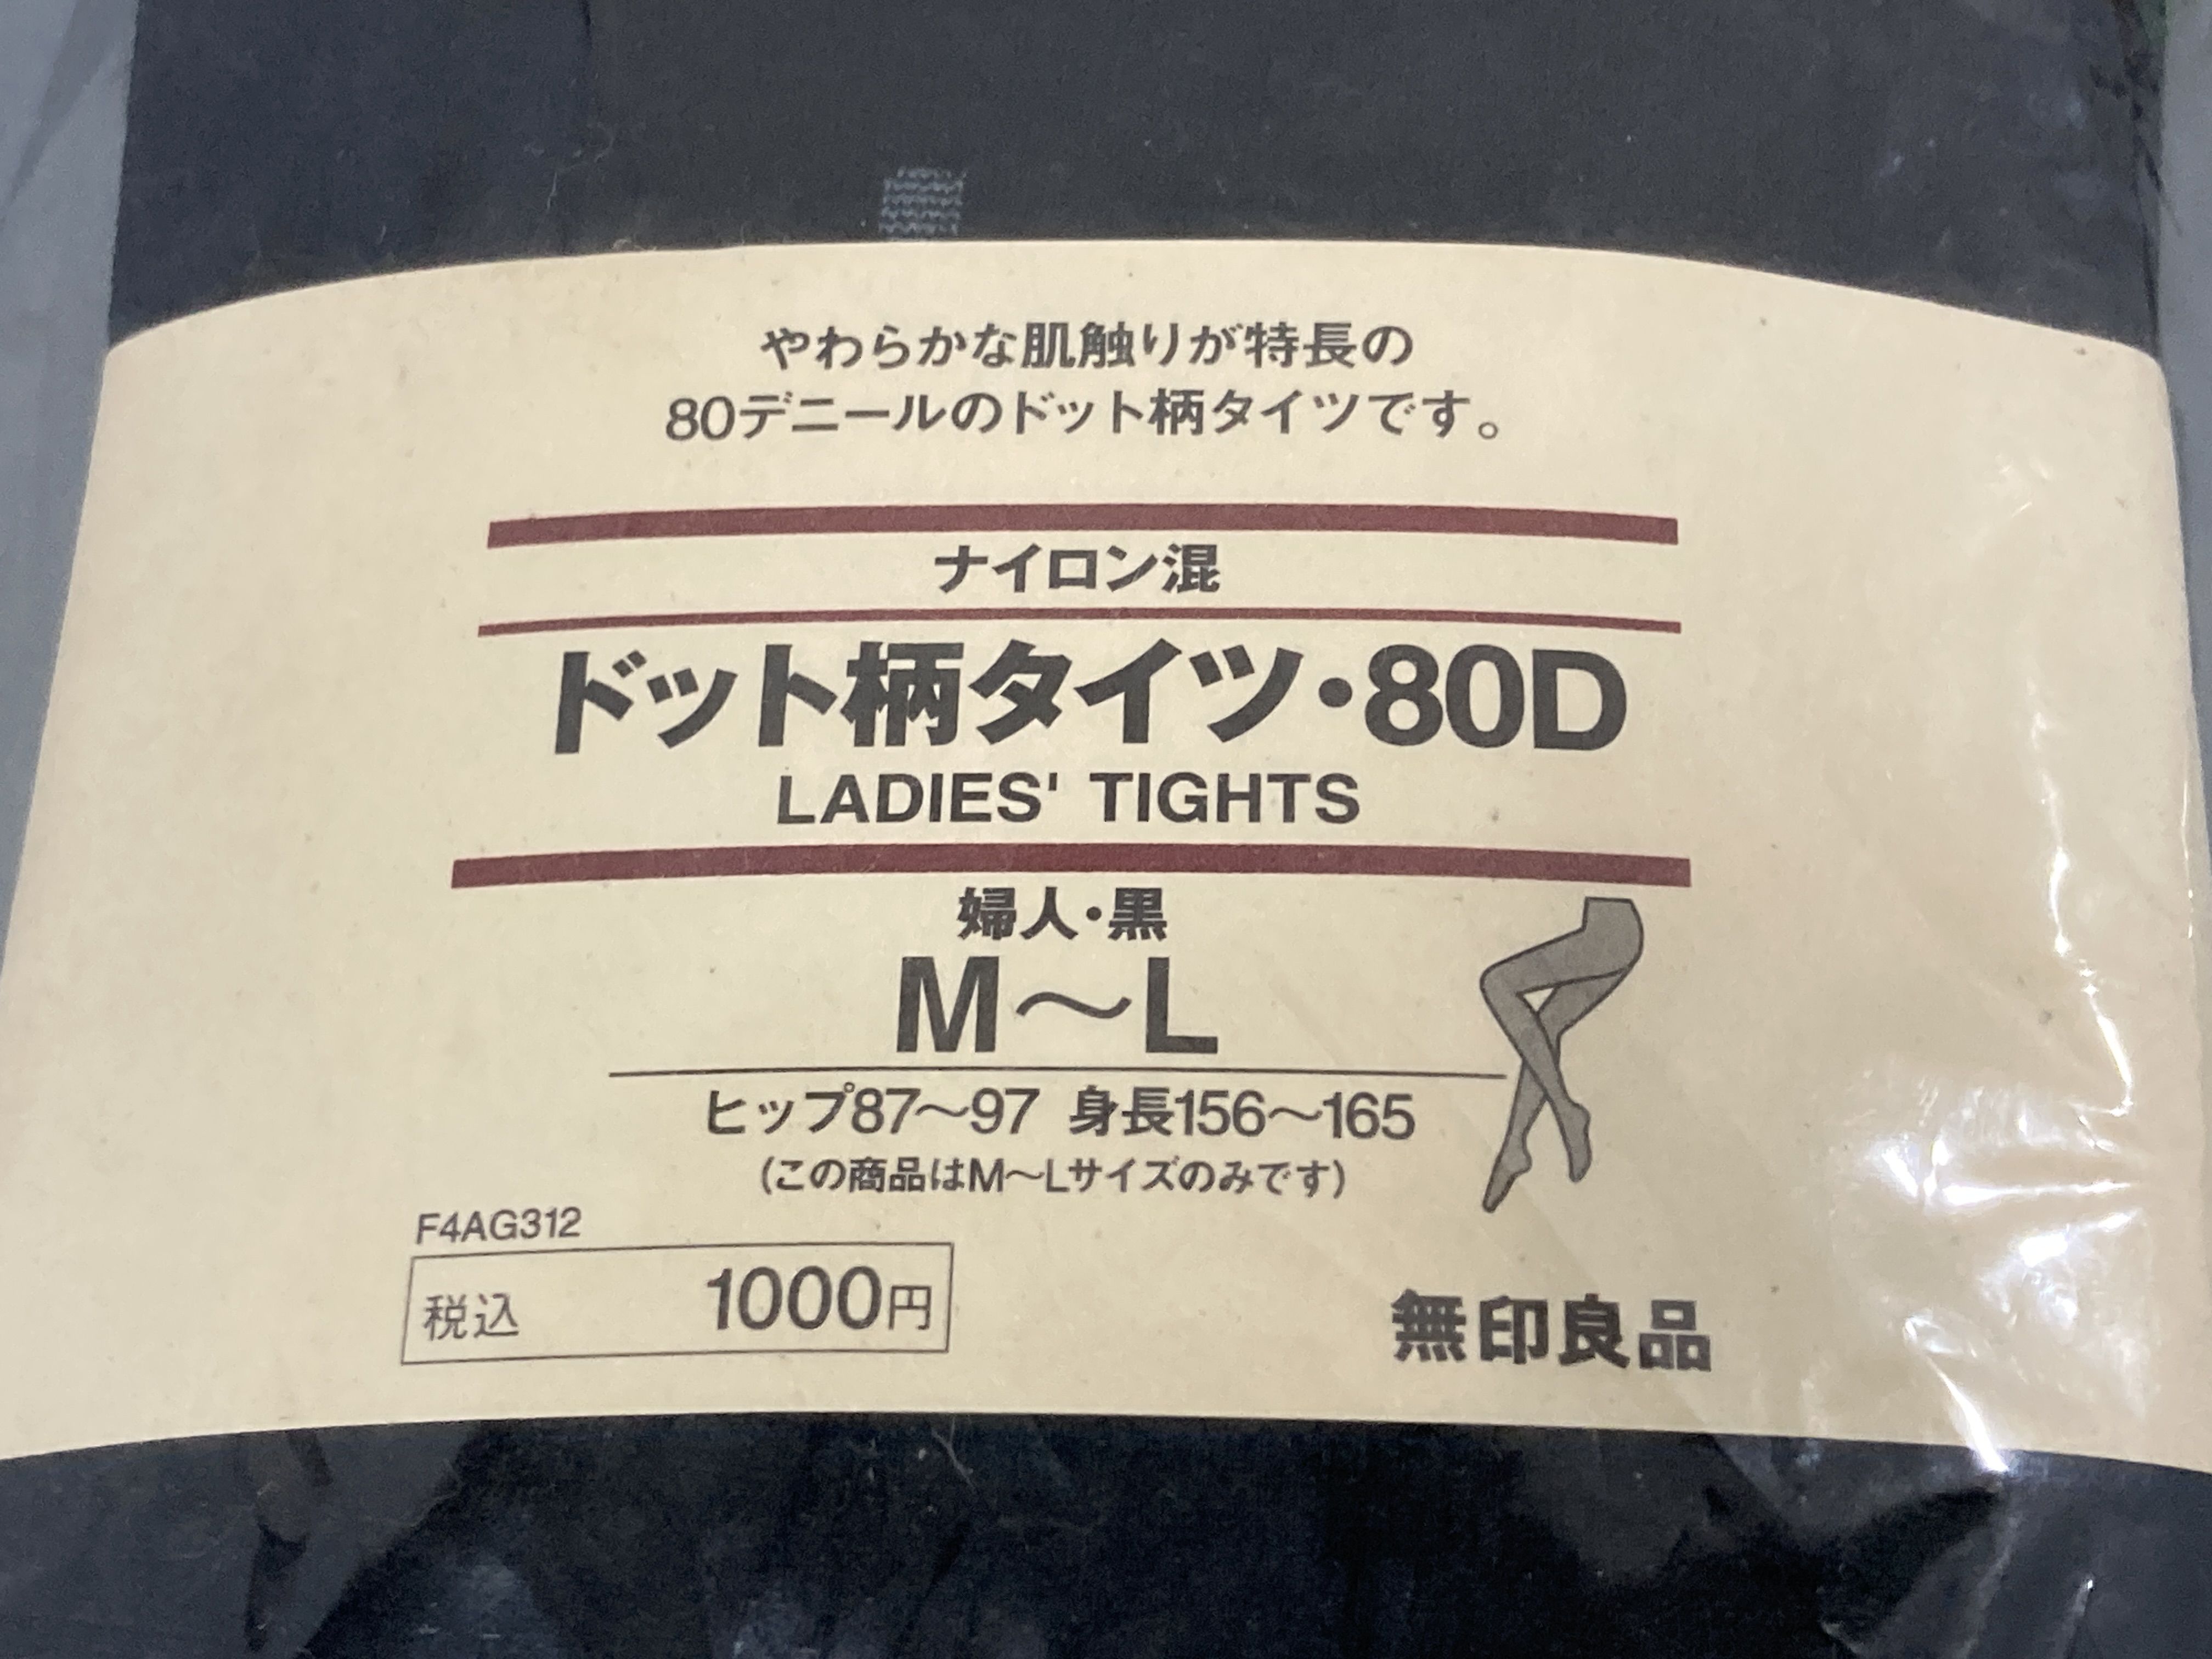 やわらかな肌触りが特長の
80デニールのドット柄タイツです。
ナイロン混
ドット柄タイツ・80D
LADIES' TIGHTS
婦人・黒
M～L
ヒップ87～97 身長156～165
(この商品はM～Lサイズのみです)
F4AG312
税込 1000円
無印良品